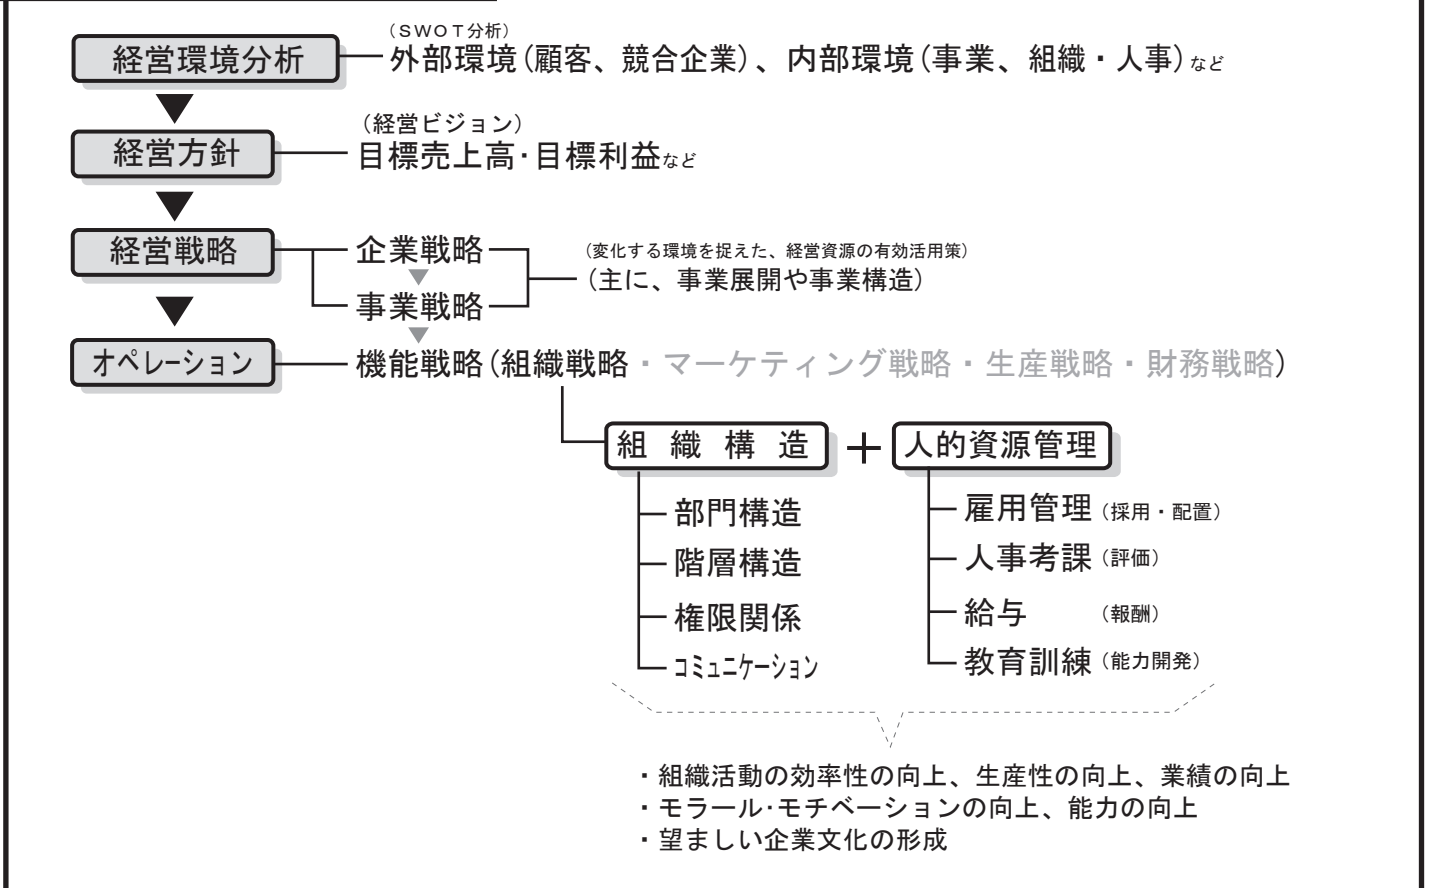 (ＳＷＯＴ分析)
経営環境分析 外部環境(顧客、競合企業)、内部環境(事業、組織・人事)など
(経営ビジョン)
経営方針 目標売上高・目標利益など
経営戦略 企業戦略 (変化する環境を捉えた、経営資源の有効活用策)
(主に、事業展開や事業構造)
事業戦略
オペレーション 機能戦略(組織戦略・マーケティング戦略・生産戦略・財務戦略)
組織構造 ＋ 人的資源管理
部門構造 雇用管理(採用・配置)
階層構造 人事考課(評価)
権限関係 給与 (報酬)
コミュニケーション 教育訓練(能力開発)
・組織活動の効率性の向上、生産性の向上、業績の向上
・モラール・モチベーションの向上、能力の向上
・望ましい企業文化の形成